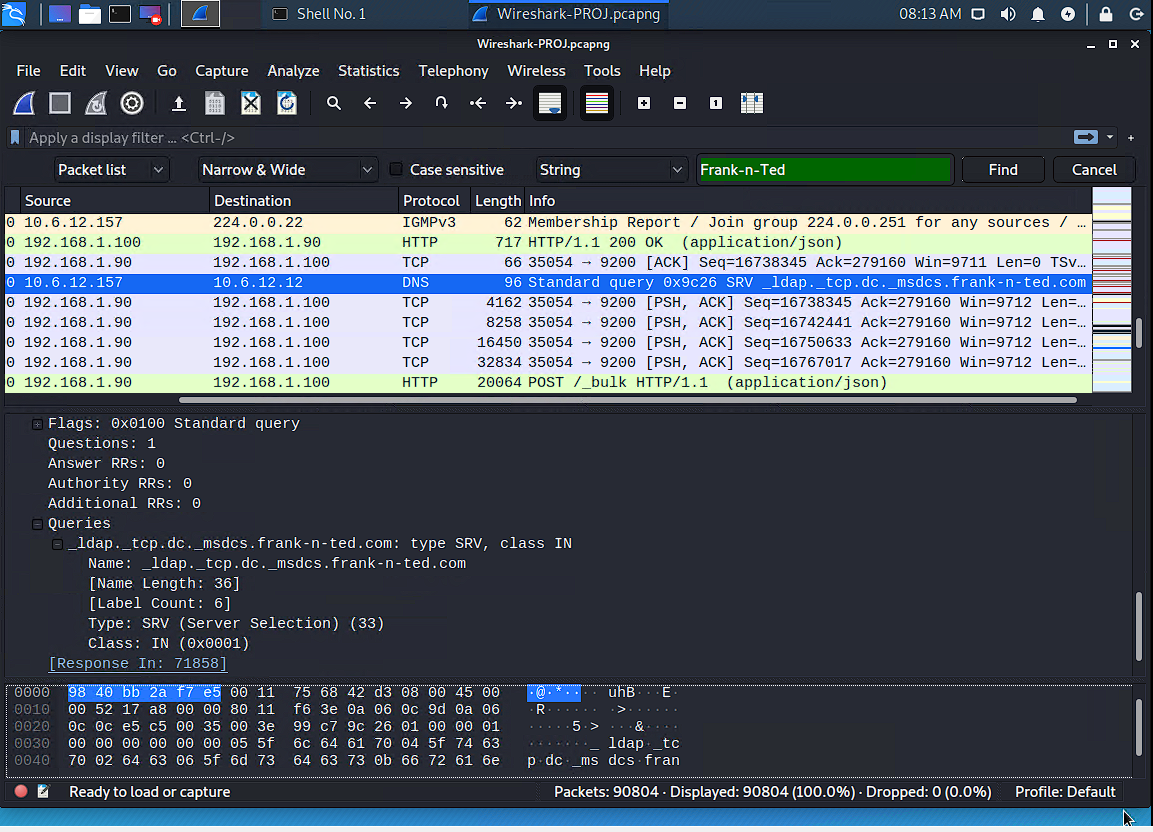 Shell No. 1
Wireshark-PROJ.pcapng
08:13 AM
Wireshark-PROJ.pcapng
File Edit View Go Capture Analyze Statistics Telephony Wireless Tools Help
Apply a display filter … <Ctrl-/>
Packet list Narrow & Wide Case sensitive String Frank-n-Ted Find Cancel
Source Destination Protocol Length Info
0 10.6.12.157 224.0.0.22 IGMPv3 62 Membership Report / Join group 224.0.0.251 for any sources / …
0 192.168.1.100 192.168.1.90 HTTP 717 HTTP/1.1 200 OK (application/json)
0 192.168.1.90 192.168.1.100 TCP 66 35054 → 9200 [ACK] Seq=16738345 Ack=279160 Win=9711 Len=0 TSv…
0 10.6.12.157 10.6.12.12 DNS 96 Standard query 0x9c26 SRV _ldap._tcp.dc._msdcs.frank-n-ted.com
0 192.168.1.90 192.168.1.100 TCP 4162 35054 → 9200 [PSH, ACK] Seq=16738345 Ack=279160 Win=9712 Len=…
0 192.168.1.90 192.168.1.100 TCP 8258 35054 → 9200 [PSH, ACK] Seq=16742441 Ack=279160 Win=9712 Len=…
0 192.168.1.90 192.168.1.100 TCP 16450 35054 → 9200 [PSH, ACK] Seq=16750633 Ack=279160 Win=9712 Len=…
0 192.168.1.90 192.168.1.100 TCP 32834 35054 → 9200 [PSH, ACK] Seq=16767017 Ack=279160 Win=9712 Len=…
0 192.168.1.90 192.168.1.100 HTTP 20064 POST /_bulk HTTP/1.1 (application/json)
Flags: 0x0100 Standard query
Questions: 1
Answer RRs: 0
Authority RRs: 0
Additional RRs: 0
Queries
_ldap._tcp.dc._msdcs.frank-n-ted.com: type SRV, class IN
Name: _ldap._tcp.dc._msdcs.frank-n-ted.com
[Name Length: 36]
[Label Count: 6]
Type: SRV (Server Selection) (33)
Class: IN (0x0001)
[Response In: 71858]
0000 98 40 bb 2a f7 e5 00 11 75 68 42 d3 08 00 45 00 ·@·*···· uhB···E·
0010 00 52 17 a8 00 00 80 11 f6 3e 0a 06 0c 9d 0a 06 ·R······ ·>······
0020 0c 0c e5 c5 00 35 00 3e 99 c7 9c 26 01 00 00 01 ·····5·> ···&····
0030 00 00 00 00 00 00 05 5f 6c 64 61 70 04 5f 74 63 ·······_ ldap·_tc
0040 70 02 64 63 06 5f 6d 73 64 63 73 0b 66 72 61 6e p·dc·_ms dcs·fran
Ready to load or capture Packets: 90804 · Displayed: 90804 (100.0%) · Dropped: 0 (0.0%) Profile: Default